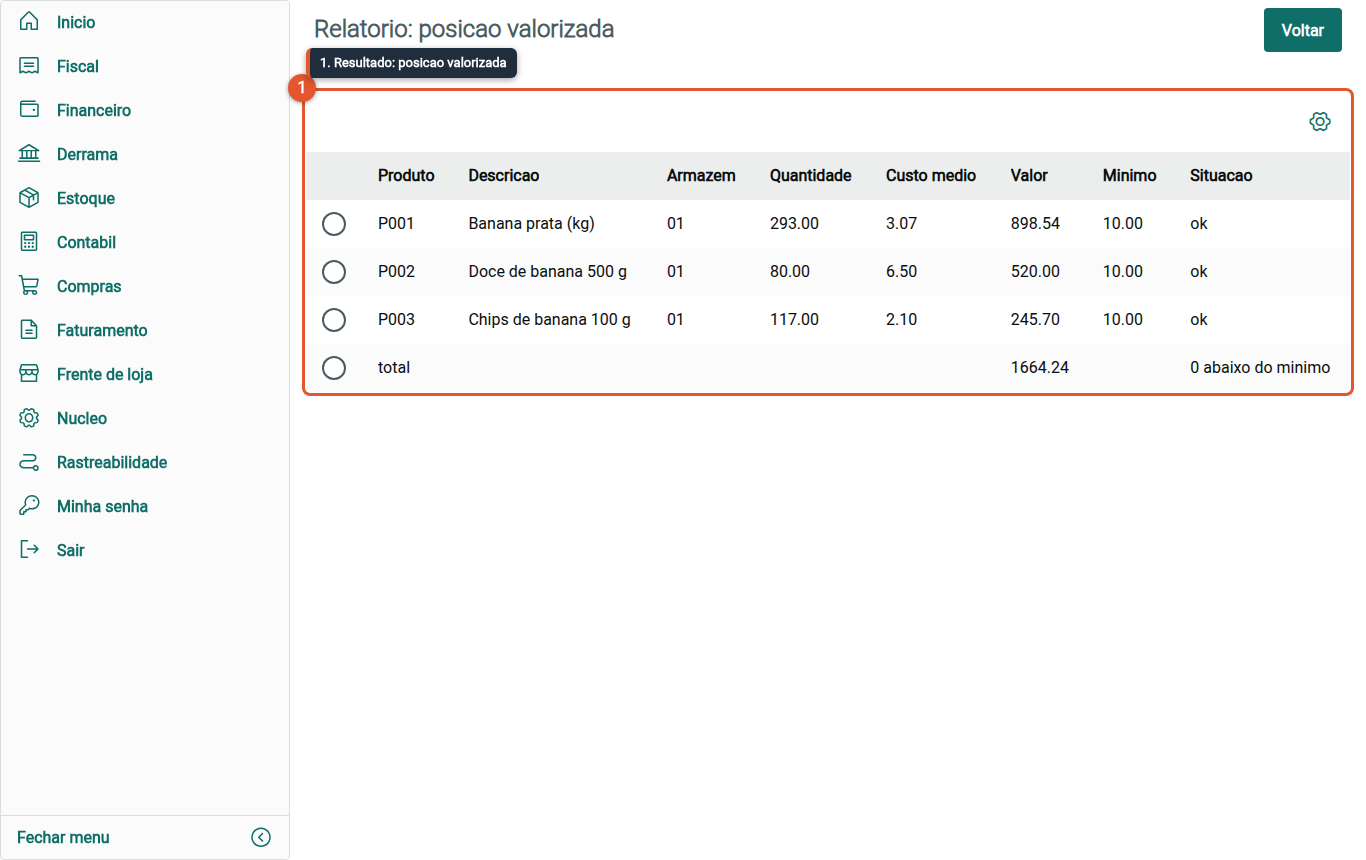 Inicio
Fiscal
Financeiro
Derrama
Estoque
Contabil
Compras
Faturamento
Frente de loja
Nucleo
Rastreabilidade
Minha senha
Sair
Fechar menu
Relatorio: posicao valorizada
Voltar
1. Resultado: posicao valorizada
1
Produto Descricao Armazem Quantidade Custo medio Valor Minimo Situacao
P001 Banana prata (kg) 01 293.00 3.07 898.54 10.00 ok
P002 Doce de banana 500 g 01 80.00 6.50 520.00 10.00 ok
P003 Chips de banana 100 g 01 117.00 2.10 245.70 10.00 ok
total 1664.24 0 abaixo do minimo